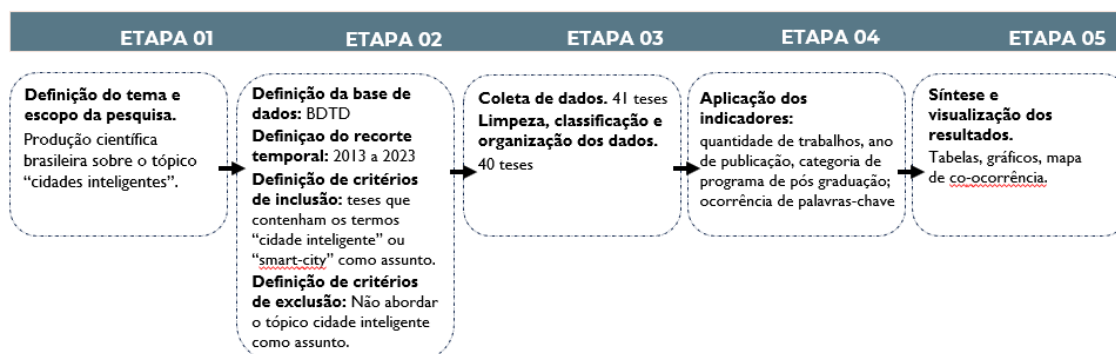 ETAPA 01
ETAPA 02
ETAPA 03
ETAPA 04
ETAPA 05
Definição do tema e
escopo da pesquisa.
Produção científica
brasileira sobre o tópico
“cidades inteligentes”.
Definição da base de
dados: BDTD
Definiçao do recorte
temporal: 2013 a 2023
Definição de critérios
de inclusão: teses que
contenham os termos
“cidade inteligente” ou
“smart-city” como assunto.
Definição de critérios
de exclusão: Não abordar
o tópico cidade inteligente
como assunto.
Coleta de dados. 41 teses
Limpeza, classificação e
organização dos dados.
40 teses
Aplicação dos
indicadores:
quantidade de trabalhos, ano
de publicação, categoria de
programa de pós graduação;
ocorrência de palavras-chave
Síntese e
visualização dos
resultados.
Tabelas, gráficos, mapa
de co-ocorrência.